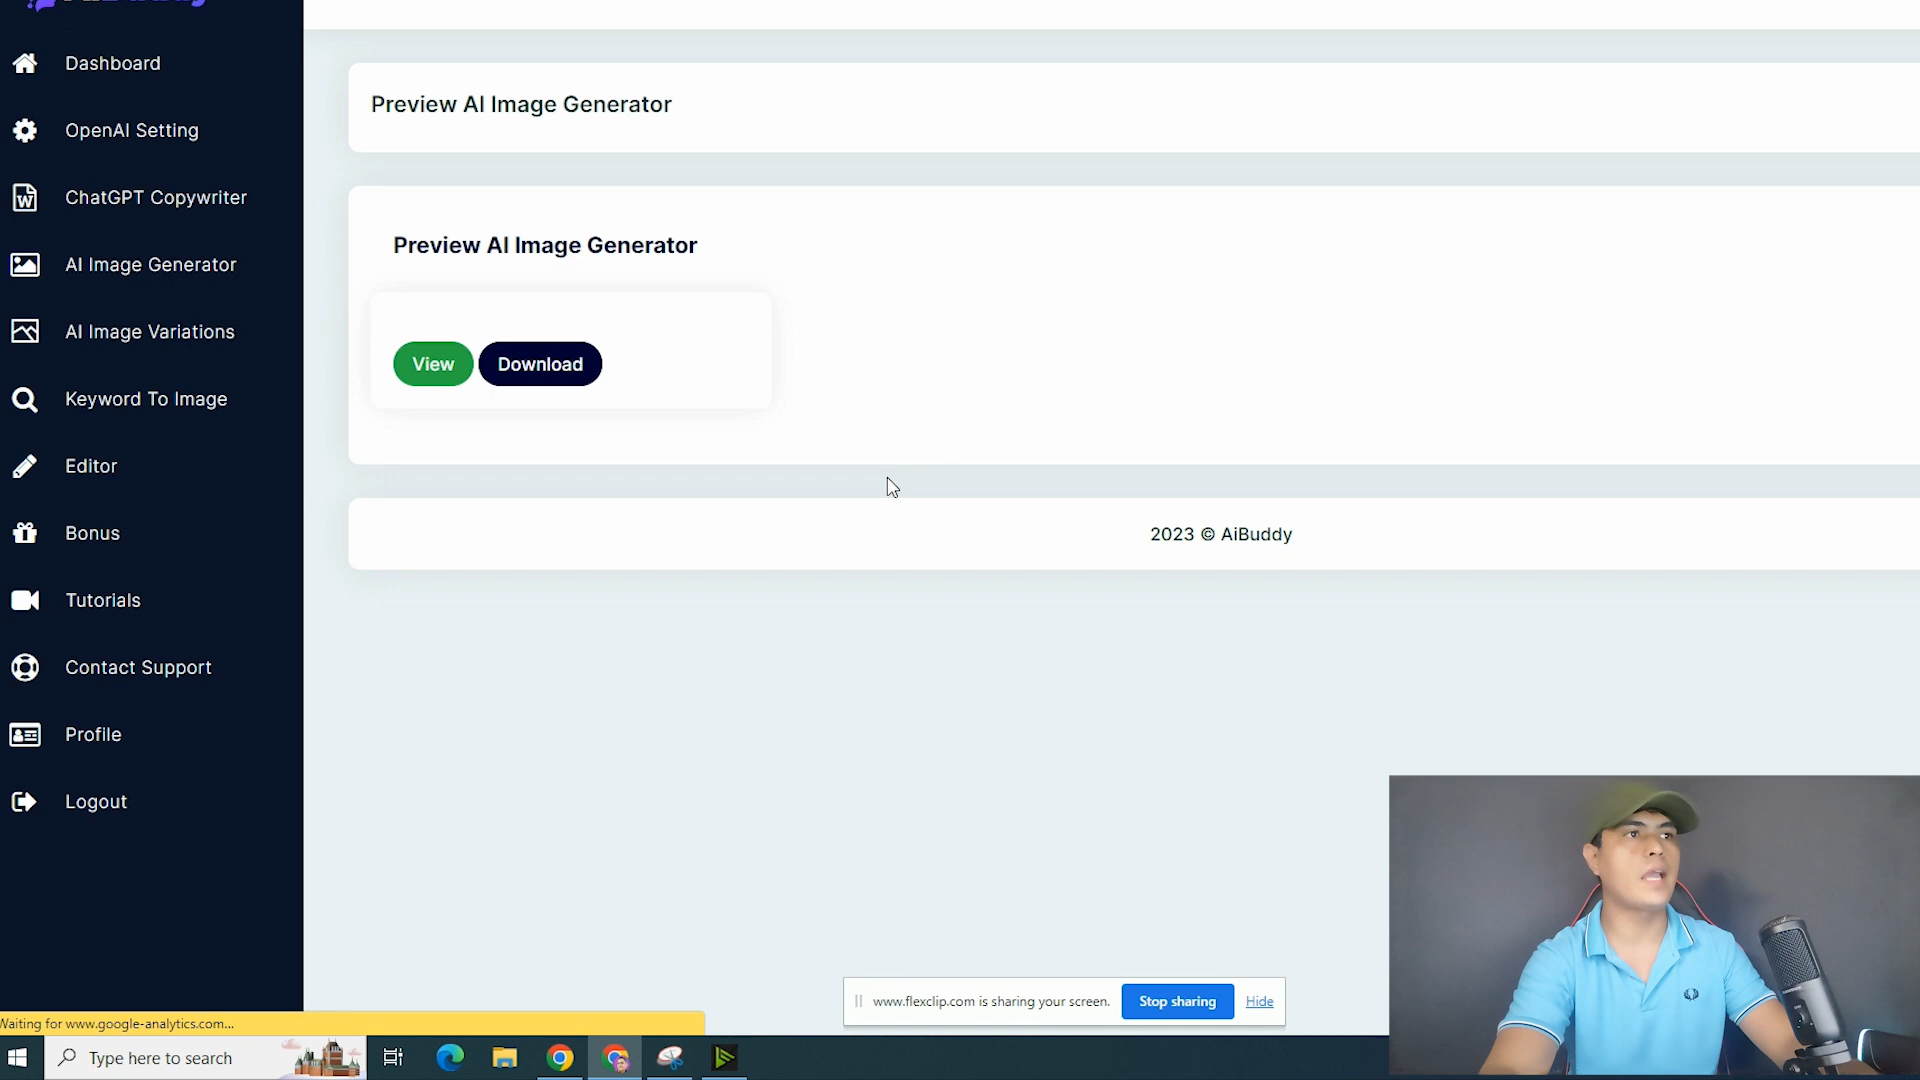 Dashboard
OpenAI Setting
ChatGPT Copywriter
AI Image Generator
AI Image Variations
Keyword To Image
Editor
Bonus
Tutorials
Contact Support
Profile
Logout
Preview AI Image Generator
Preview AI Image Generator
View Download
2023 © AiBuddy
www.flexclip.com is sharing your screen. Stop sharing Hide
Waiting for www.google-analytics.com...
Type here to search